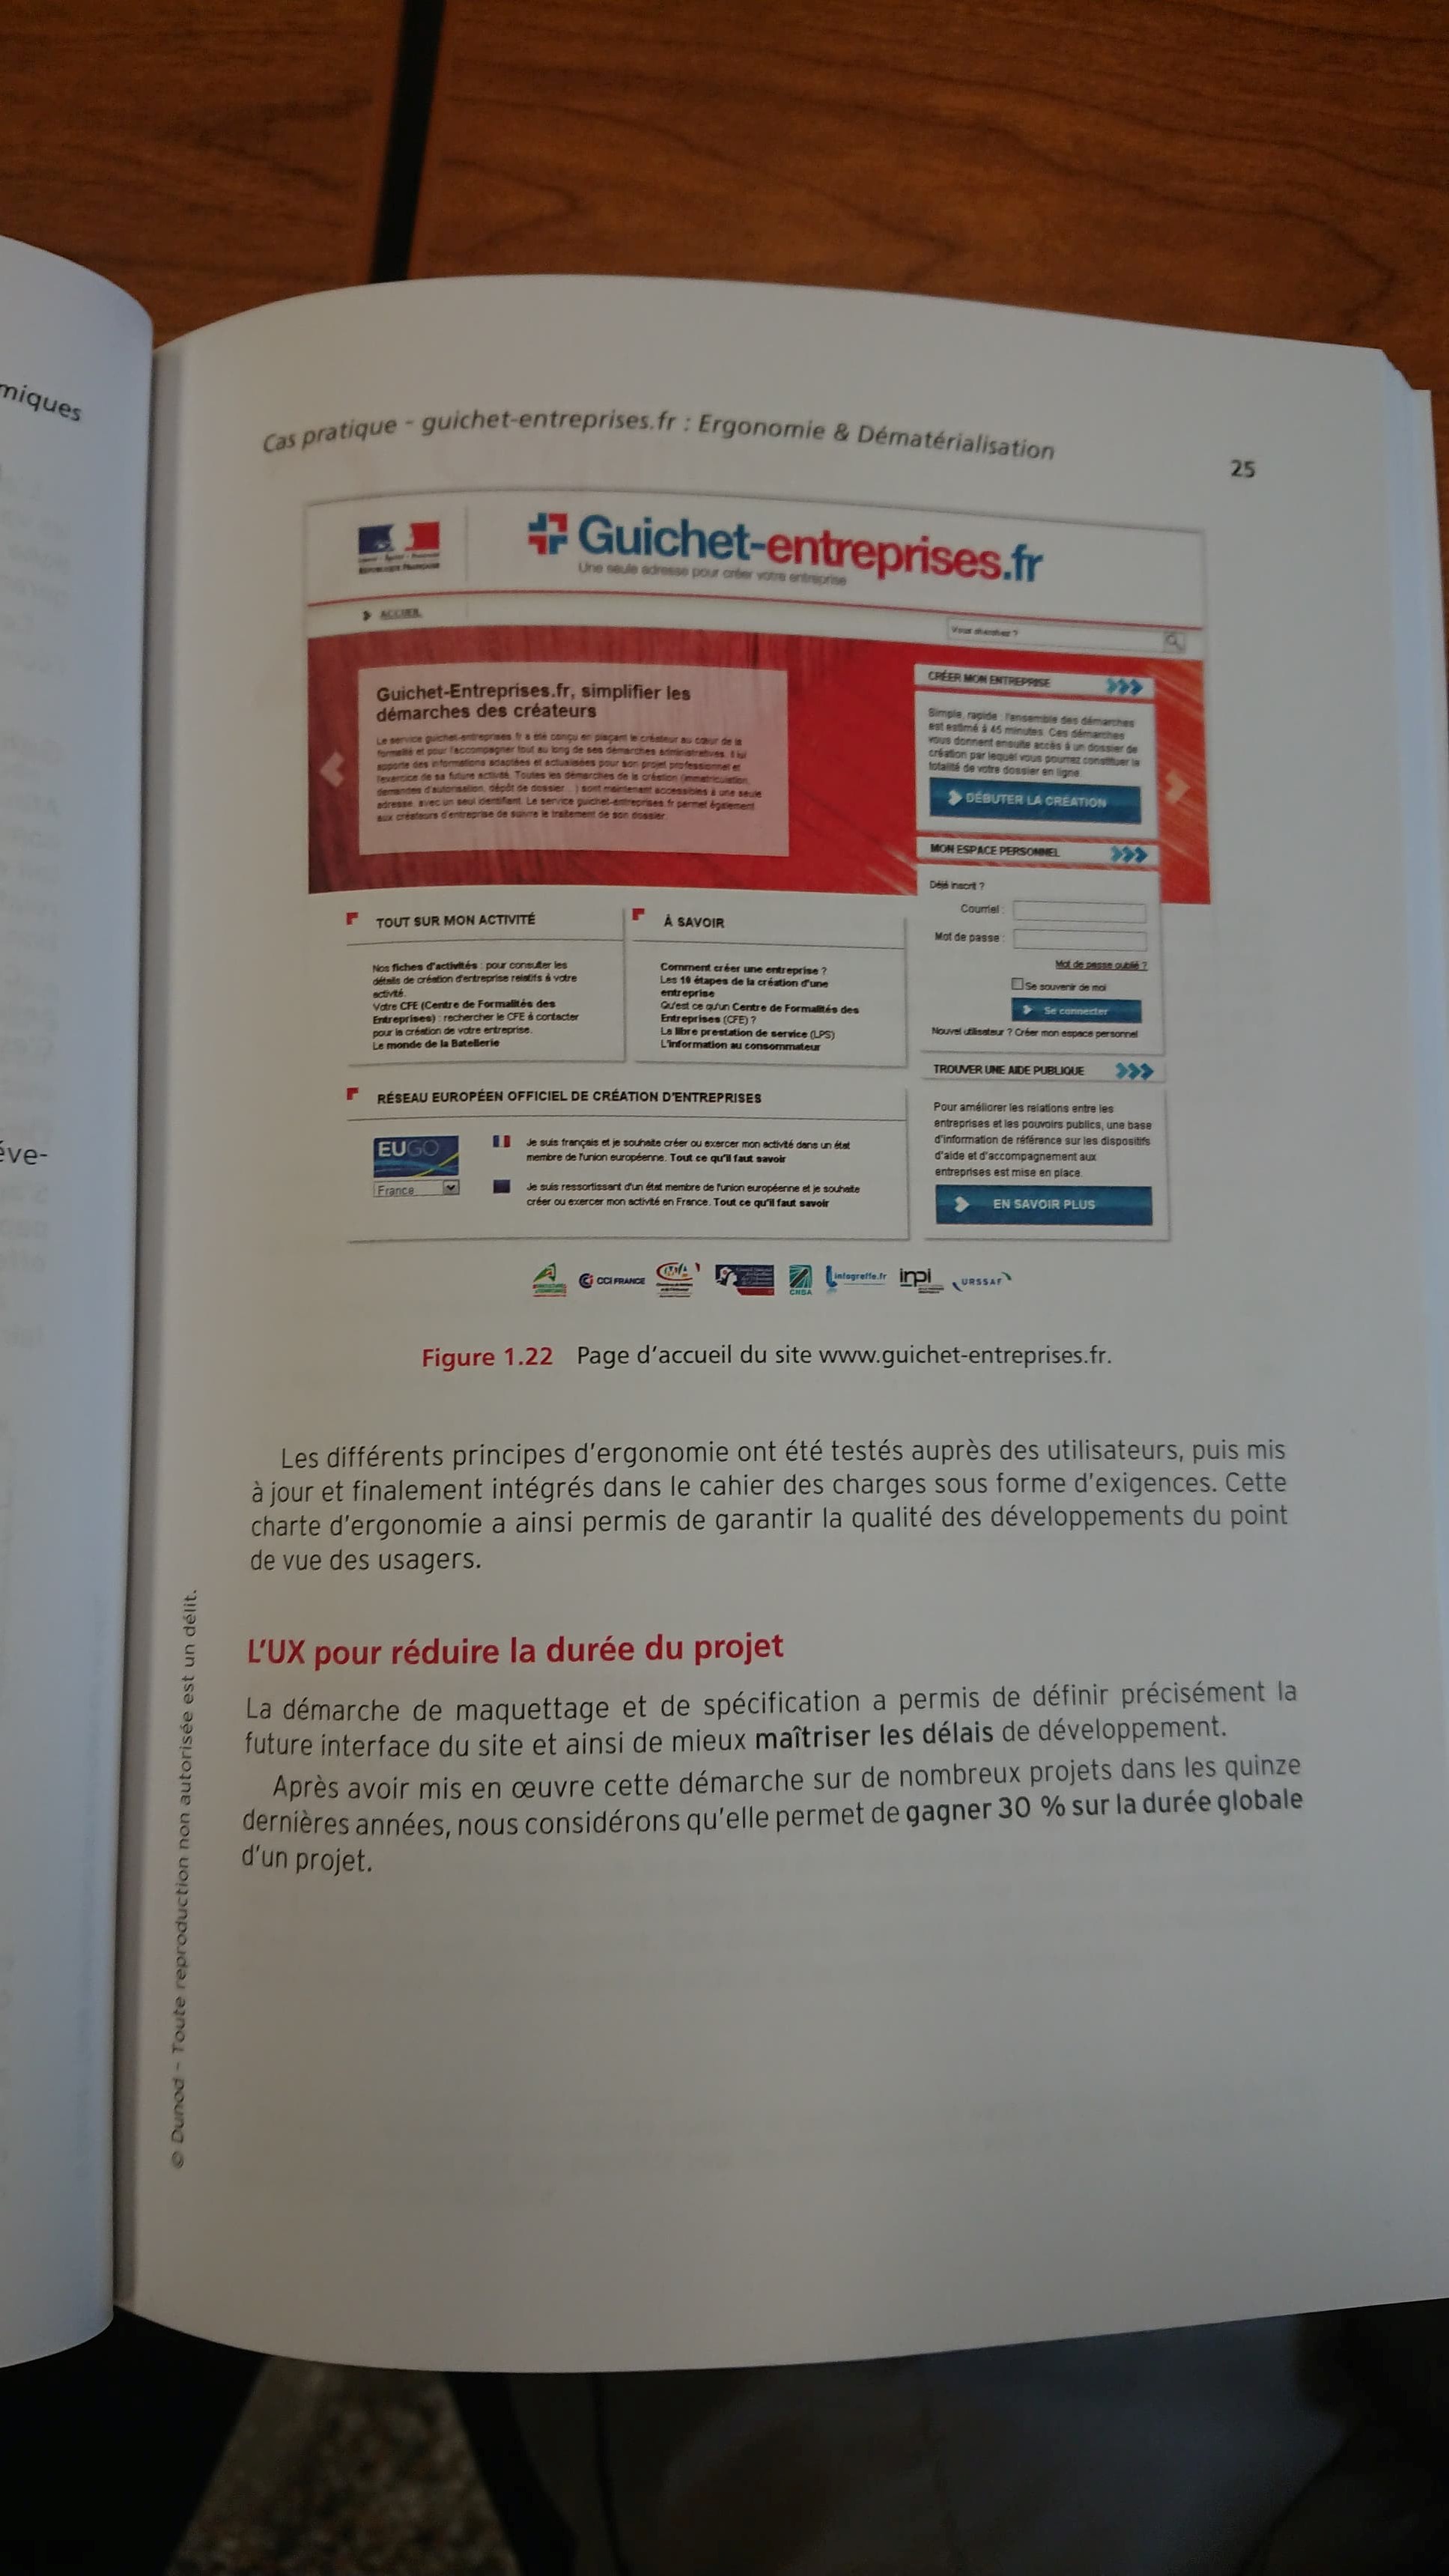 miques
ève-
Cas pratique - guichet-entreprises.fr : Ergonomie & Dématérialisation
25
Guichet-entreprises.fr
Une seule adresse pour créer votre entreprise
RÉPUBLIQUE FRANÇAISE
ACCUEIL
Vous cherchez ?
Guichet-Entreprises.fr, simplifier les
démarches des créateurs
Le service guichet-entreprises.fr a été conçu en plaçant le créateur au cœur de la
formalité et pour l'accompagner tout au long de ses démarches administratives. Il lui
apporte des informations adaptées et actualisées pour son projet professionnel et
l'exercice de sa future activité. Toutes les démarches de la création (immatriculation,
demandes d'autorisation, dépôt de dossier...) sont maintenant accessibles à une seule
adresse, avec un seul identifiant. Le service guichet-entreprises.fr permet également
aux créateurs d'entreprise de suivre le traitement de son dossier.
CRÉER MON ENTREPRISE
Simple, rapide : l'ensemble des démarches
est estimé à 45 minutes. Ces démarches
vous donnent ensuite accès à un dossier de
création par lequel vous pourrez constituer la
totalité de votre dossier en ligne.
DÉBUTER LA CRÉATION
MON ESPACE PERSONNEL
Déjà inscrit ?
Courriel :
Mot de passe :
Mot de passe oublié ?
Se souvenir de moi
Se connecter
Nouvel utilisateur ? Créer mon espace personnel
TOUT SUR MON ACTIVITÉ
Nos fiches d'activités : pour consulter les
détails de création d'entreprise relatifs à votre
activité.
Votre CFE (Centre de Formalités des
Entreprises) : rechercher le CFE à contacter
pour la création de votre entreprise.
Le monde de la Batellerie
À SAVOIR
Comment créer une entreprise ?
Les 10 étapes de la création d'une
entreprise
Qu'est ce qu'un Centre de Formalités des
Entreprises (CFE) ?
La libre prestation de service (LPS)
L'information au consommateur
TROUVER UNE AIDE PUBLIQUE
Pour améliorer les relations entre les
entreprises et les pouvoirs publics, une base
d'information de référence sur les dispositifs
d'aide et d'accompagnement aux
entreprises est mise en place.
EN SAVOIR PLUS
RÉSEAU EUROPÉEN OFFICIEL DE CRÉATION D'ENTREPRISES
EUGO
France
Je suis français et je souhaite créer ou exercer mon activité dans un état
membre de l'union européenne. Tout ce qu'il faut savoir
Je suis ressortissant d'un état membre de l'union européenne et je souhaite
créer ou exercer mon activité en France. Tout ce qu'il faut savoir
CCI FRANCE
CMA
CNBA
infogreffe.fr
inpi
URSSAF
Figure 1.22 Page d'accueil du site www.guichet-entreprises.fr.
Les différents principes d'ergonomie ont été testés auprès des utilisateurs, puis mis
à jour et finalement intégrés dans le cahier des charges sous forme d'exigences. Cette
charte d'ergonomie a ainsi permis de garantir la qualité des développements du point
de vue des usagers.
L'UX pour réduire la durée du projet
La démarche de maquettage et de spécification a permis de définir précisément la
future interface du site et ainsi de mieux maîtriser les délais de développement.
Après avoir mis en œuvre cette démarche sur de nombreux projets dans les quinze
dernières années, nous considérons qu'elle permet de gagner 30 % sur la durée globale
d'un projet.
© Dunod - Toute reproduction non autorisée est un délit.